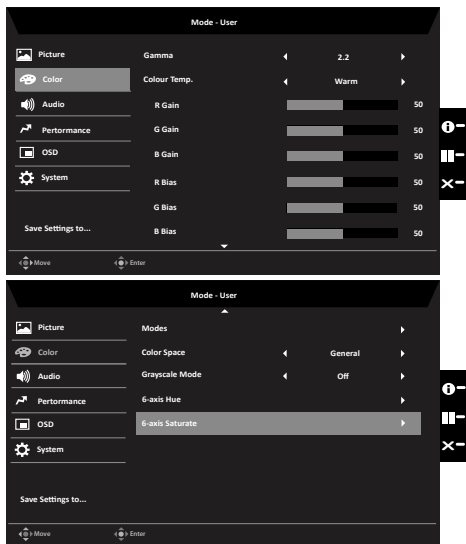 Mode - User
Picture
Gamma 2.2
Color
Colour Temp. Warm
Audio
R Gain 50
Pertormance
G Gain 50
OSD
B Gain 50
System
R Bias 50
G Bias 50
Save Settings to...
B Bias 50
Move Enter
Mode - User
Picture
Modes
Color
Color Space General
Audio
Grayscale Mode Off
Pertormance
6-axis Hue
OSD
6-axis Saturate
System
Save Settings to...
Move Enter